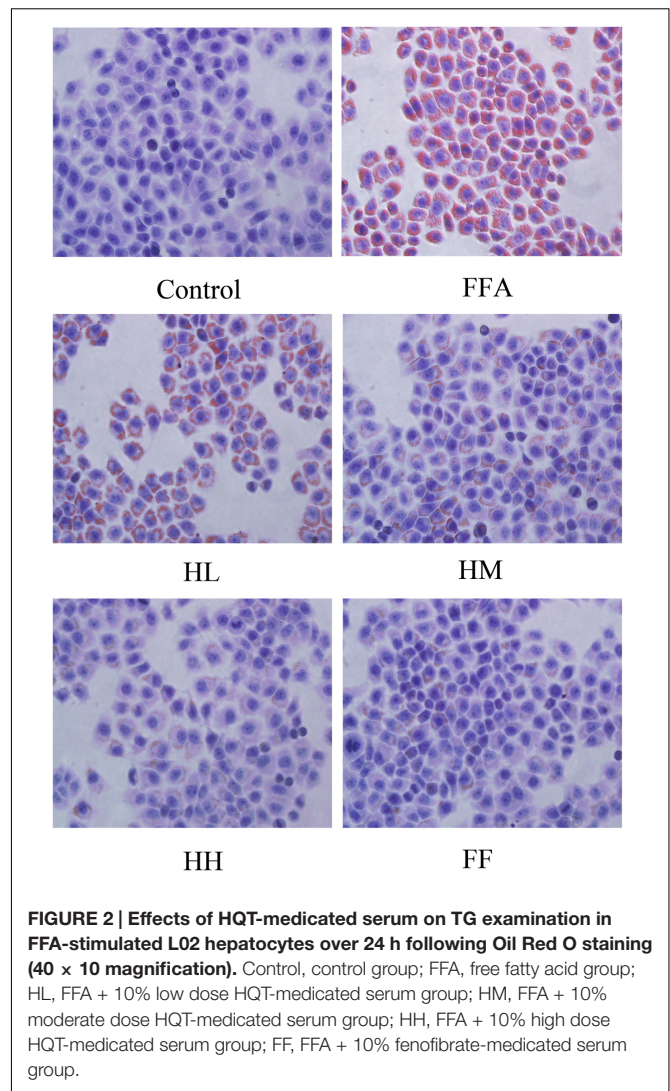 Control
FFA
HL
HM
HH
FF
FIGURE 2 | Effects of HQT-medicated serum on TG examination in
FFA-stimulated L02 hepatocytes over 24 h following Oil Red O staining
(40 × 10 magnification). Control, control group; FFA, free fatty acid group;
HL, FFA + 10% low dose HQT-medicated serum group; HM, FFA + 10%
moderate dose HQT-medicated serum group; HH, FFA + 10% high dose
HQT-medicated serum group; FF, FFA + 10% fenofibrate-medicated serum
group.